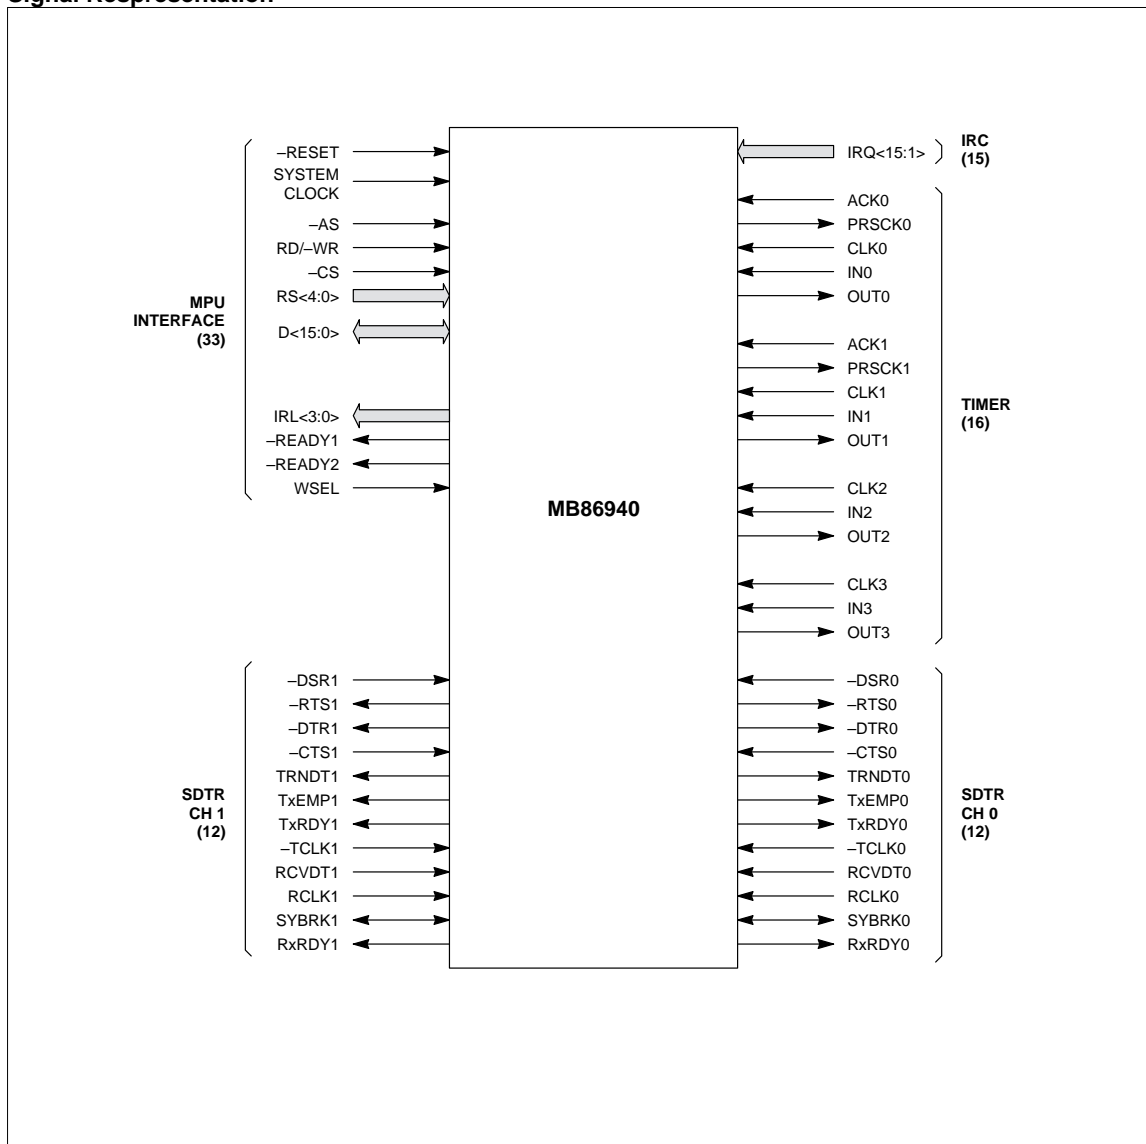 Signal Respresentation
–RESET
SYSTEM
CLOCK
–AS
RD/–WR
–CS
RS<4:0>
D<15:0>
IRL<3:0>
–READY1
–READY2
WSEL
MPU
INTERFACE
(33)
–DSR1
–RTS1
–DTR1
–CTS1
TRNDT1
TxEMP1
TxRDY1
–TCLK1
RCVDT1
RCLK1
SYBRK1
RxRDY1
SDTR
CH 1
(12)
MB86940
IRQ<15:1>
IRC
(15)
ACK0
PRSCK0
CLK0
IN0
OUT0
ACK1
PRSCK1
CLK1
IN1
OUT1
CLK2
IN2
OUT2
CLK3
IN3
OUT3
TIMER
(16)
–DSR0
–RTS0
–DTR0
–CTS0
TRNDT0
TxEMP0
TxRDY0
–TCLK0
RCVDT0
RCLK0
SYBRK0
RxRDY0
SDTR
CH 0
(12)